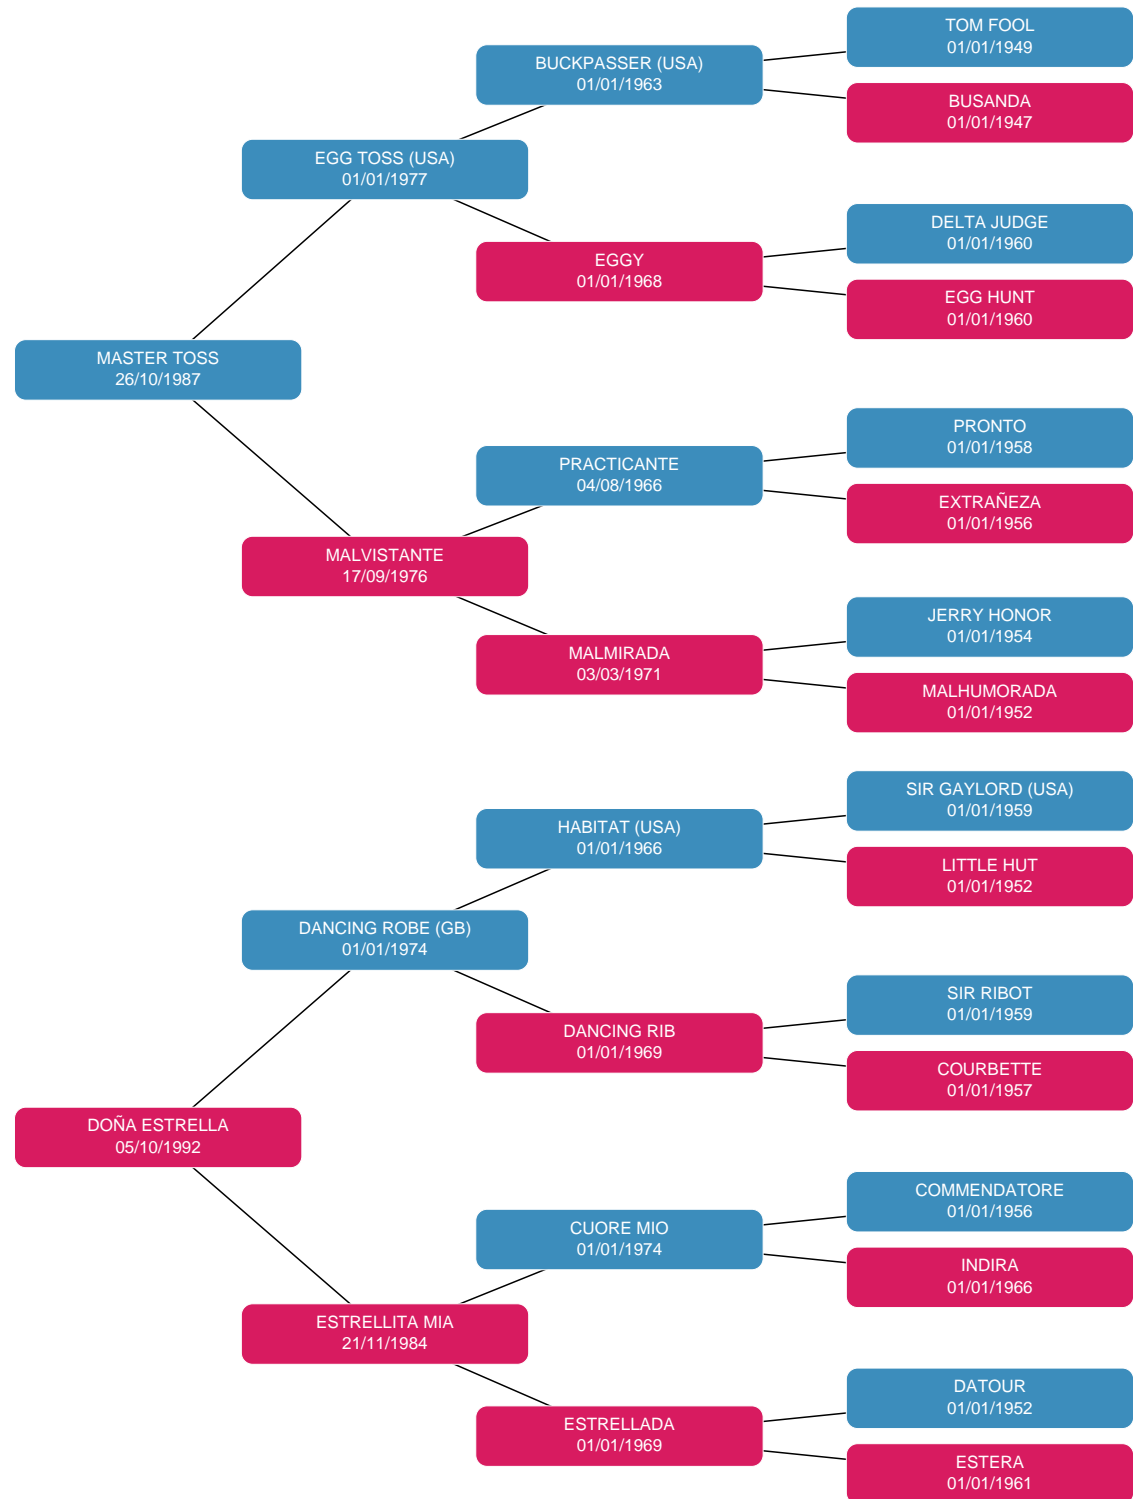 TOM FOOL
01/01/1949
BUCKPASSER (USA)
01/01/1963
BUSANDA
01/01/1947
EGG TOSS (USA)
01/01/1977
DELTA JUDGE
01/01/1960
EGGY
01/01/1968
EGG HUNT
01/01/1960
MASTER TOSS
26/10/1987
PRONTO
01/01/1958
PRACTICANTE
04/08/1966
EXTRAÑEZA
01/01/1956
MALVISTANTE
17/09/1976
JERRY HONOR
01/01/1954
MALMIRADA
03/03/1971
MALHUMORADA
01/01/1952
SIR GAYLORD (USA)
01/01/1959
HABITAT (USA)
01/01/1966
LITTLE HUT
01/01/1952
DANCING ROBE (GB)
01/01/1974
SIR RIBOT
01/01/1959
DANCING RIB
01/01/1969
COURBETTE
01/01/1957
DOÑA ESTRELLA
05/10/1992
COMMENDATORE
01/01/1956
CUORE MIO
01/01/1974
INDIRA
01/01/1966
ESTRELLITA MIA
21/11/1984
DATOUR
01/01/1952
ESTRELLADA
01/01/1969
ESTERA
01/01/1961